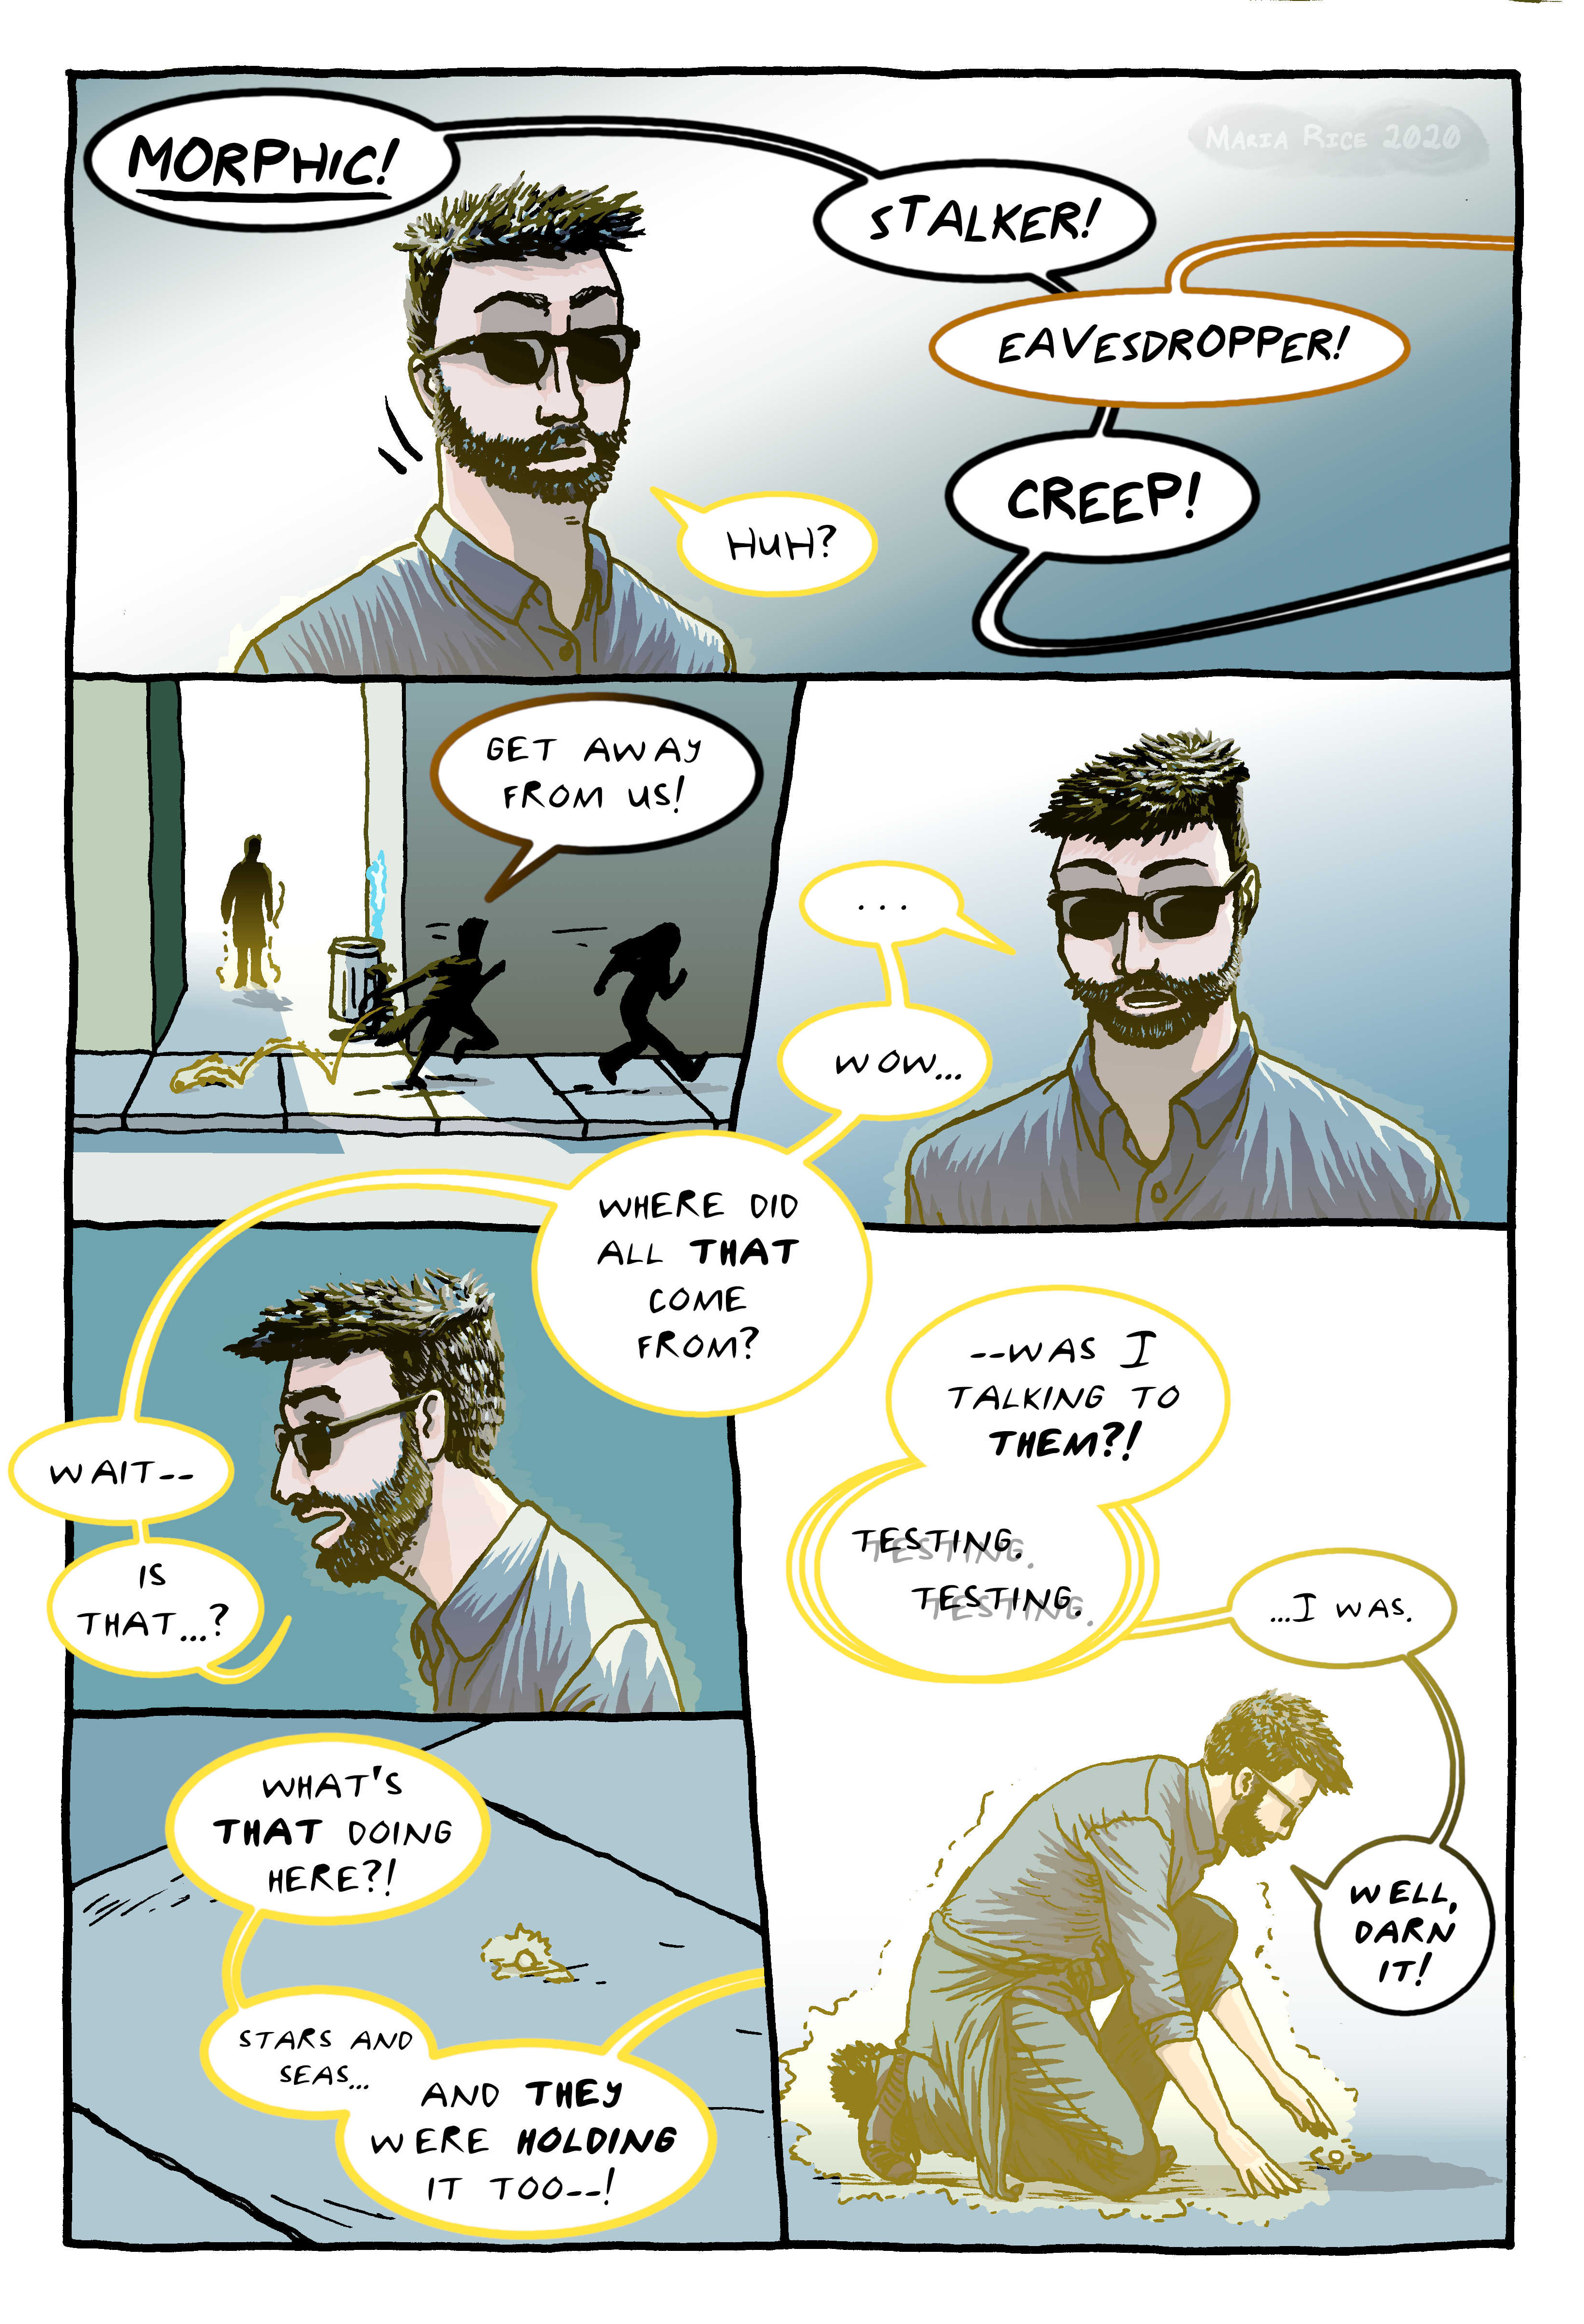 MORPHIC!
MARIA RICE 2020
STALKER!
EAVESDROPPER!
CREEP!
HUH?
GET AWAY
FROM US!
...
WOW...
WHERE DID
ALL THAT
COME
FROM?
WAIT--
IS
THAT...?
WHAT'S
THAT DOING
HERE?!
STARS AND
SEAS...
AND THEY
WERE HOLDING
IT TOO--!
--WAS I
TALKING TO
THEM?!
TESTING.
TESTING.
...I WAS.
WELL,
DARN
IT!